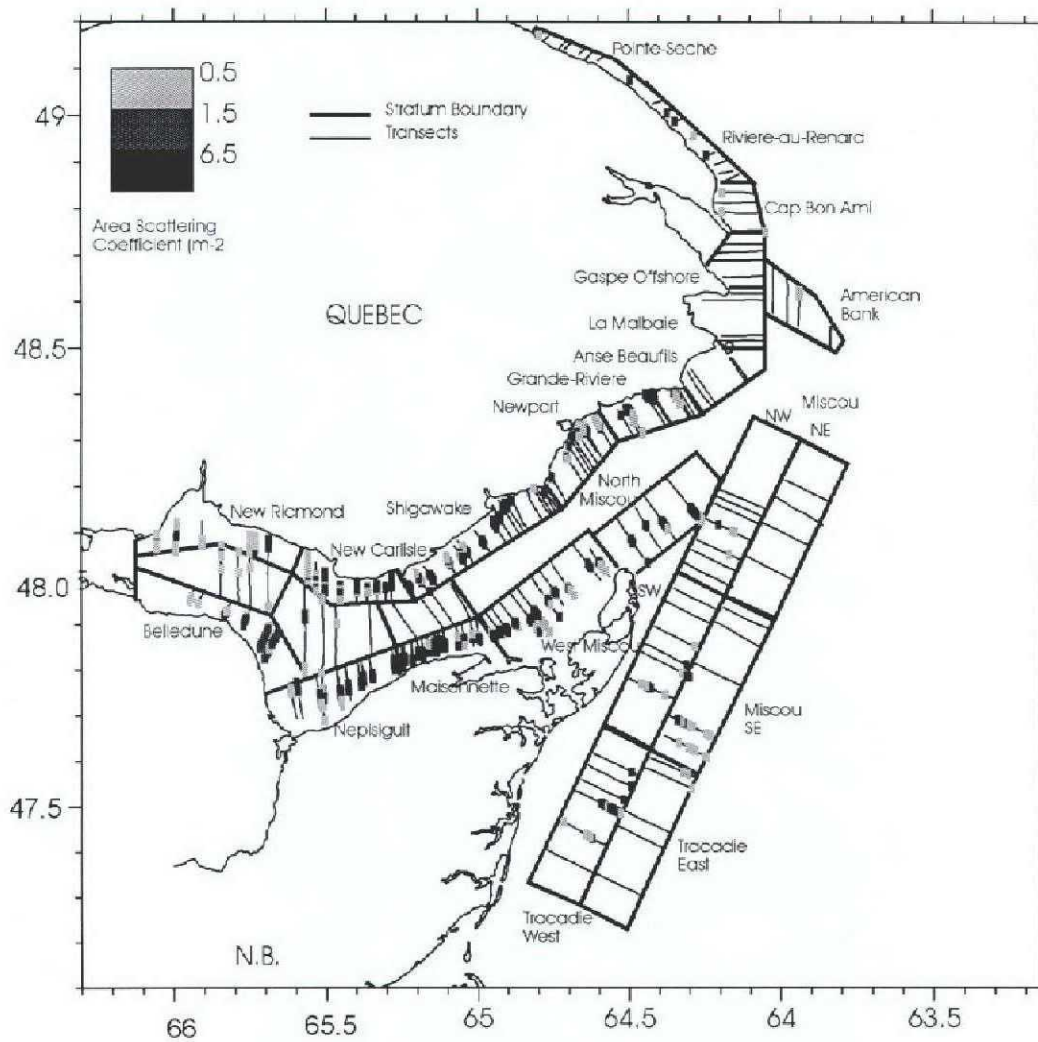 Pointe-Seche
0.5
1.5
6.5
Stratum Boundary
Transects
Area Scattering
Coefficient (m-2
Riviere-au-Renard
Cap Bon Ami
Gaspe Offshore
American
Bank
QUEBEC
La Malbaie
Anse Beaufils
Grande-Riviere
Newport
Miscou
NW
NE
North
Miscou
Shigawake
New Richmond
New Carlisle
SW
Belledune
West Miscou
Maisonnette
Nepisiguit
Miscou
SE
Tracadie
East
Tracadie
West
N.B.
49
48.5
48.0
47.5
66
65.5
65
64.5
64
63.5